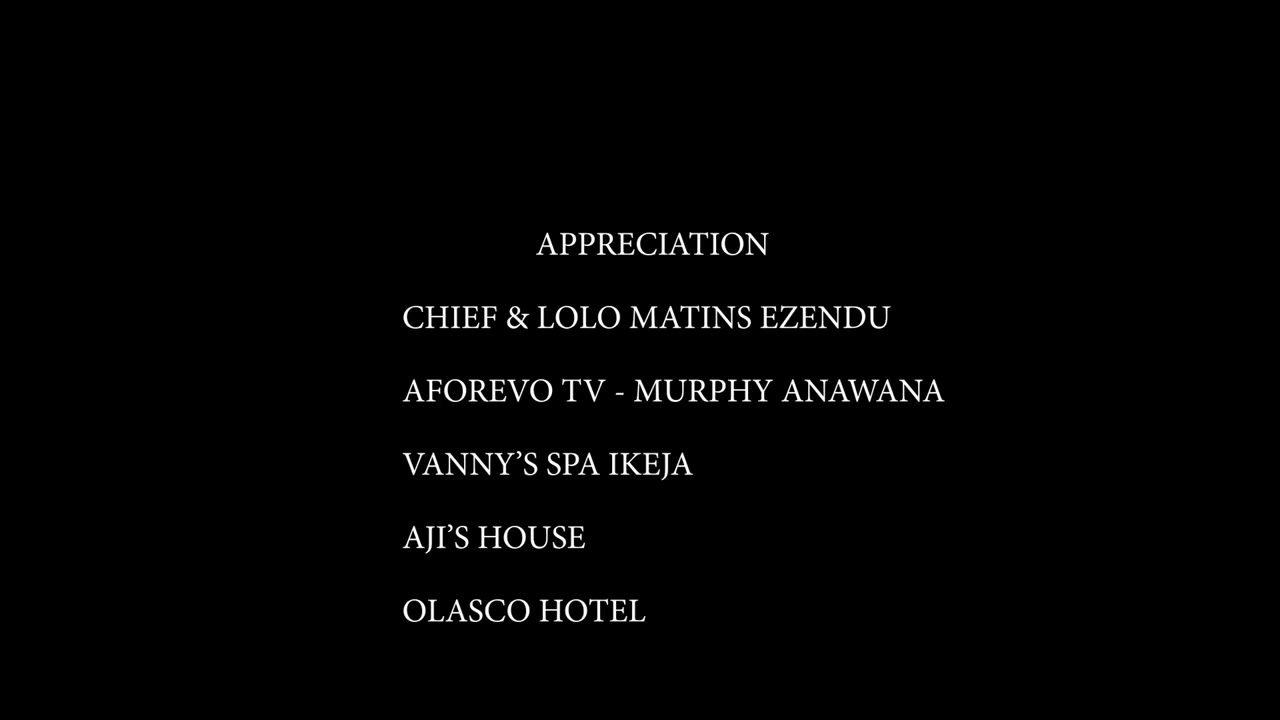 APPRECIATION
CHIEF & LOLO MATINS EZENDU
AFOREVO TV - MURPHY ANAWANA
VANNY’S SPA IKEJA
AJI’S HOUSE
OLASCO HOTEL